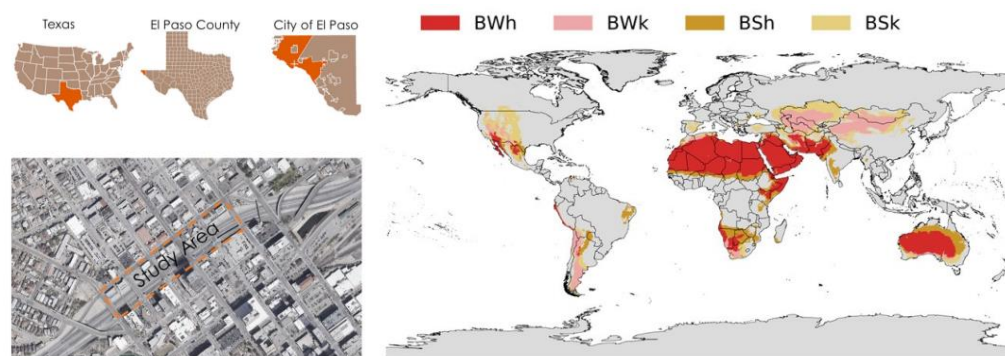 Texas
El Paso County
City of El Paso
BWh
BWk
BSh
BSk
Study Area